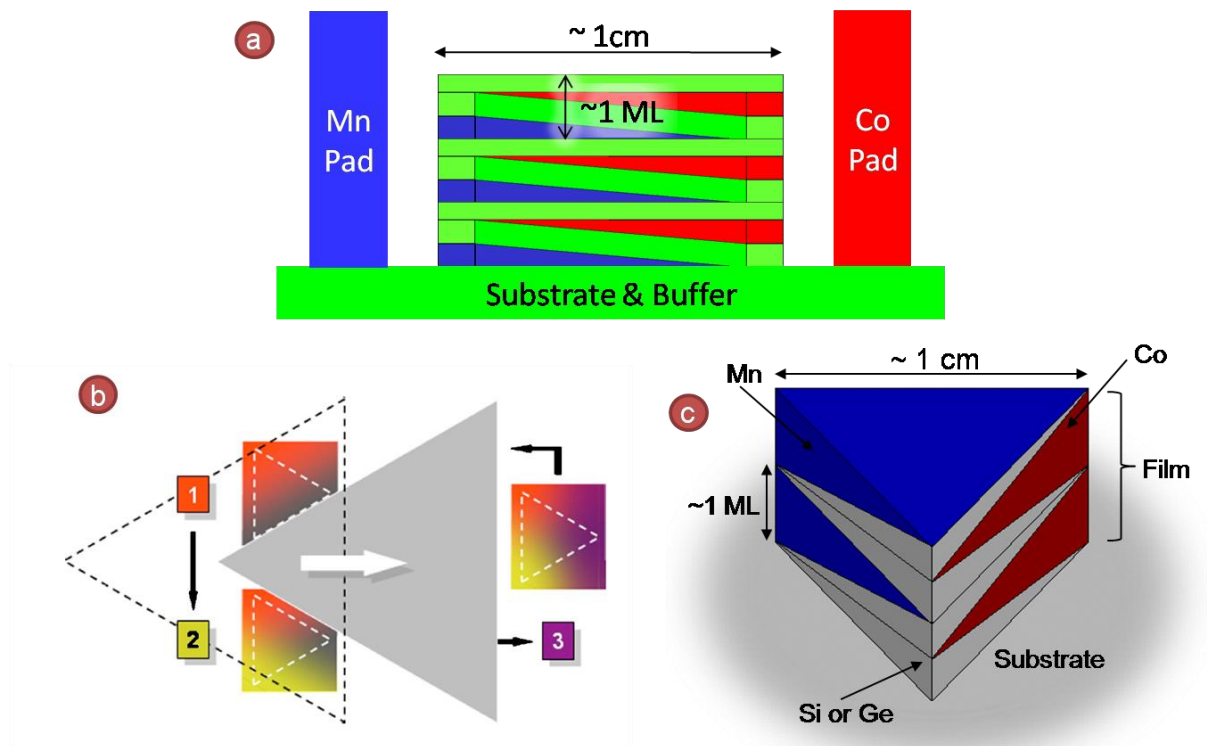 a
~ 1cm
~1 ML
Mn
Pad
Co
Pad
Substrate & Buffer
b
1
2
3
c
~ 1 cm
Mn
Co
Film
~1 ML
Substrate
Si or Ge